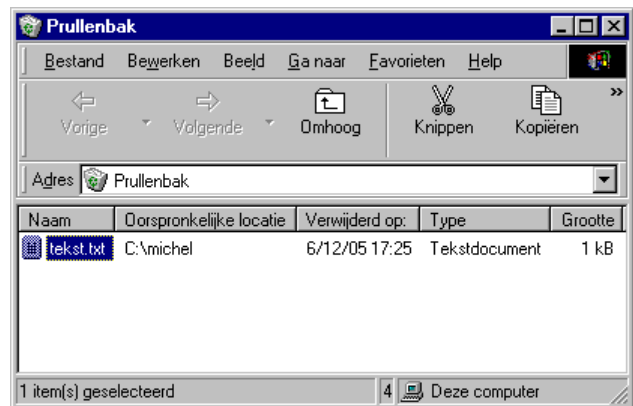 Prullenbak
Bestand Bewerken Beeld Ga naar Favorieten Help
Vorige Volgende Omhoog Knippen Kopiëren »
Adres Prullenbak
Naam Oorspronkelijke locatie Verwijderd op: Type Grootte
tekst.txt C:\michel 6/12/05 17:25 Tekstdocument 1 kB
1 item(s) geselecteerd 4 Deze computer